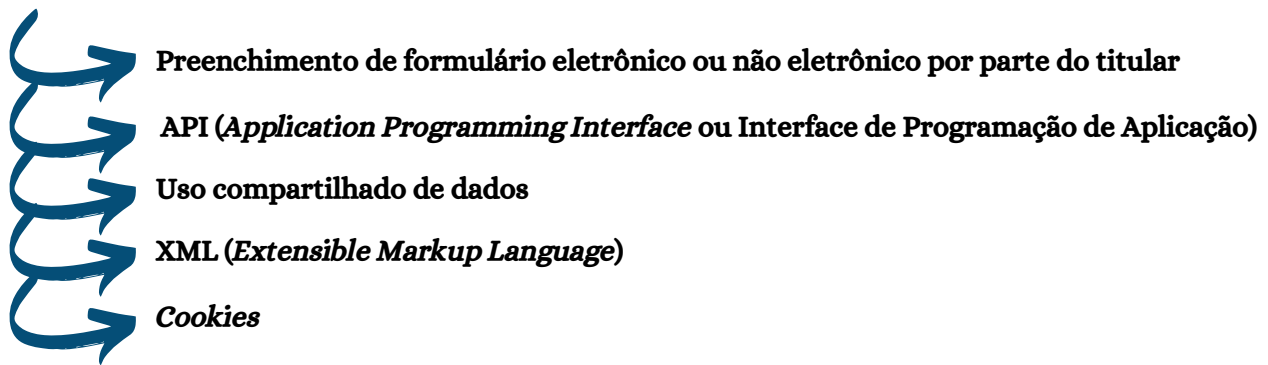 Preenchimento de formulário eletrônico ou não eletrônico por parte do titular
API (Application Programming Interface ou Interface de Programação de Aplicação)
Uso compartilhado de dados
XML (Extensible Markup Language)
Cookies